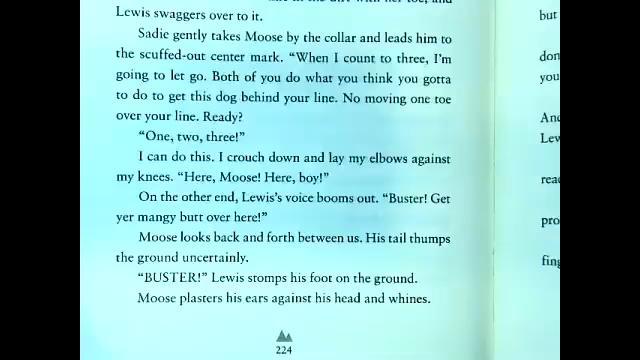 Lewis swaggers over to it.
Sadie gently takes Moose by the collar and leads him to
the scuffed-out center mark. “When I count to three, I’m
going to let go. Both of you do what you think you gotta
to do to get this dog behind your line. No moving one toe
over your line. Ready?
“One, two, three!”
I can do this. I crouch down and lay my elbows against
my knees. “Here, Moose! Here, boy!”
On the other end, Lewis’s voice booms out. “Buster! Get
yer mangy butt over here!”
Moose looks back and forth between us. His tail thumps
the ground uncertainly.
“BUSTER!” Lewis stomps his foot on the ground.
Moose plasters his ears against his head and whines.
224
but
you